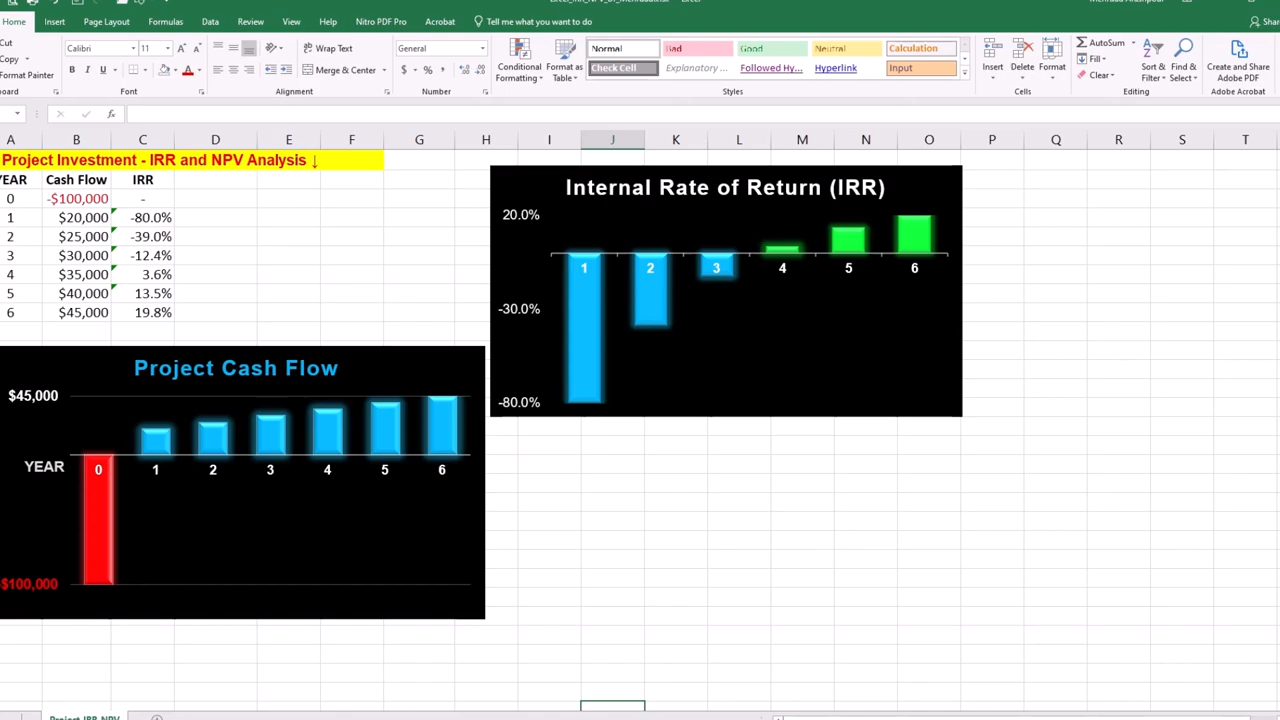 Home Insert Page Layout Formulas Data Review View Help Nitro PDF Pro Acrobat Tell me what you want to do
Cut
Copy
Format Painter
Calibri 11
Wrap Text
Merge & Center
General
$ % ,
Conditional Formatting
Format as Table
Normal Bad Good Neutral Calculation
Check Cell Explanatory ... Followed Hy... Hyperlink Input
Insert Delete Format
AutoSum
Fill
Clear
Sort & Filter
Find & Select
Create and Share Adobe PDF
Font Alignment Number Styles Cells Editing Adobe Acrobat
fx
A B C D E F G H I J K L M N O P Q R S T
Project Investment - IRR and NPV Analysis ↓
YEAR Cash Flow IRR
0 -$100,000 -
1 $20,000 -80.0%
2 $25,000 -39.0%
3 $30,000 -12.4%
4 $35,000 3.6%
5 $40,000 13.5%
6 $45,000 19.8%
Internal Rate of Return (IRR)
20.0%
1 2 3 4 5 6
-30.0%
-80.0%
Project Cash Flow
$45,000
YEAR 0 1 2 3 4 5 6
-$100,000
Project IRR-NPV